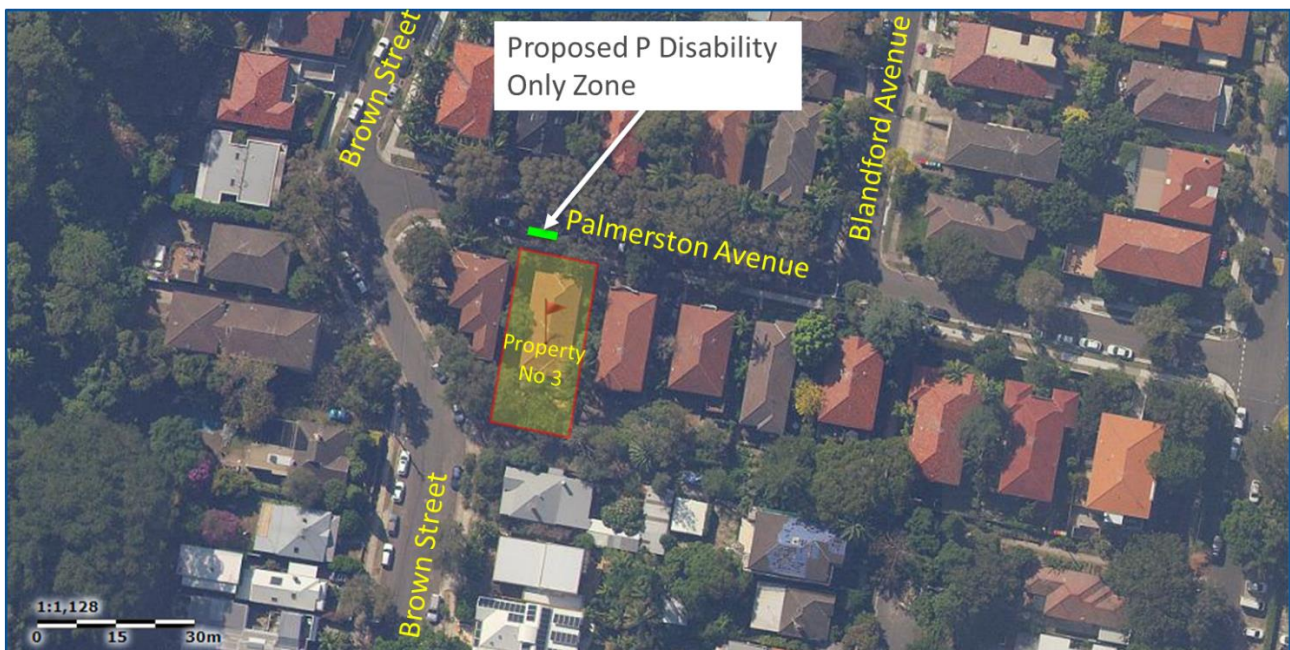 Proposed P Disability
Only Zone
Brown Street
Blandford Avenue
Palmerston Avenue
Property
No 3
Brown Street
1:1,128
0 15 30m